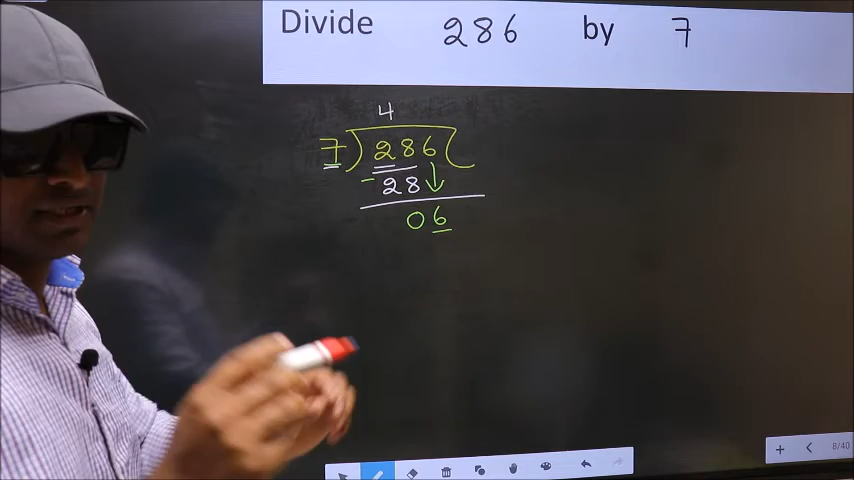 Divide 286 by 7
4
7 ) 286 (
- 28 ↓
06
+ < 8/40